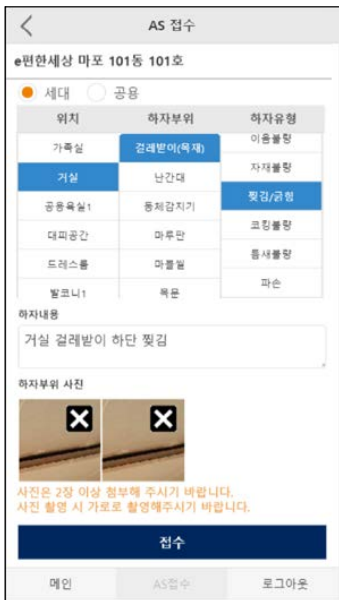 AS 접수
e편한세상 마포 101동 101호
세대 공용
위치 하자부위 하자유형
가족실 걸레받이(목재) 이음불량
거실 난간대 자재불량
공용욕실1 동체감지기 찢김/긁힘
대피공간 마루판 코킹불량
드레스룸 마블월 틈새불량
발코니1 목문 파손
하자내용
거실 걸레받이 하단 찢김
하자부위 사진
사진은 2장 이상 첨부해 주시기 바랍니다.
사진 촬영 시 가로로 촬영해주시기 바랍니다.
접수
메인 AS접수 로그아웃